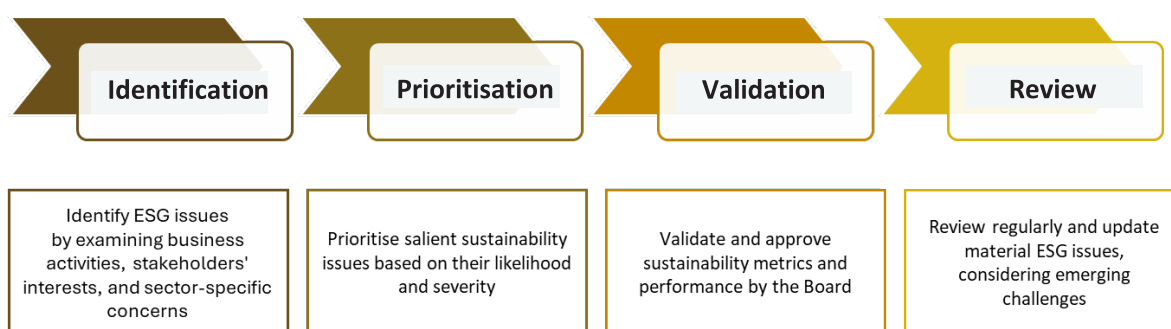 Identification
Prioritisation
Validation
Review
Identify ESG issues
by examining business
activities, stakeholders'
interests, and sector-specific
concerns
Prioritise salient sustainability
issues based on their likelihood
and severity
Validate and approve
sustainability metrics and
performance by the Board
Review regularly and update
material ESG issues,
considering emerging
challenges